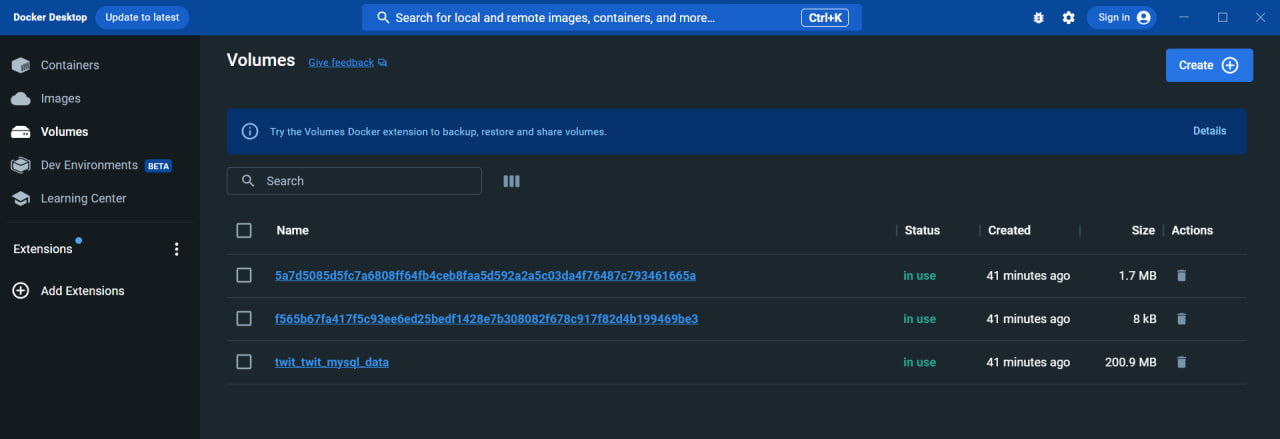 Docker Desktop Update to latest Search for local and remote images, containers, and more... Ctrl+K Sign in
Containers
Images
Volumes
Dev Environments BETA
Learning Center
Extensions
Add Extensions
Volumes Give feedback
Create
Try the Volumes Docker extension to backup, restore and share volumes. Details
Search
Name Status Created Size Actions
5a7d5085d5fc7a6808ff64fb4ceb8faa5d592a2a5c03da4f76487c793461665a in use 41 minutes ago 1.7 MB
f565b67fa417f5c93ee6ed25bedf1428e7b308082f678c917f82d4b199469be3 in use 41 minutes ago 8 kB
twit_twit_mysql_data in use 41 minutes ago 200.9 MB